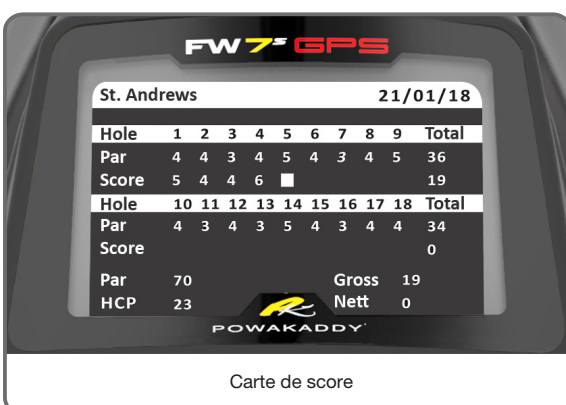 FW 7s GPS
St. Andrews 21/01/18
Hole 1 2 3 4 5 6 7 8 9 Total
Par 4 4 3 4 5 4 3 4 5 36
Score 5 4 4 6 19
Hole 10 11 12 13 14 15 16 17 18 Total
Par 4 3 4 3 5 4 3 4 4 34
Score 0
Par 70 Gross 19
HCP 23 Nett 0
POWAKADDY
Carte de score